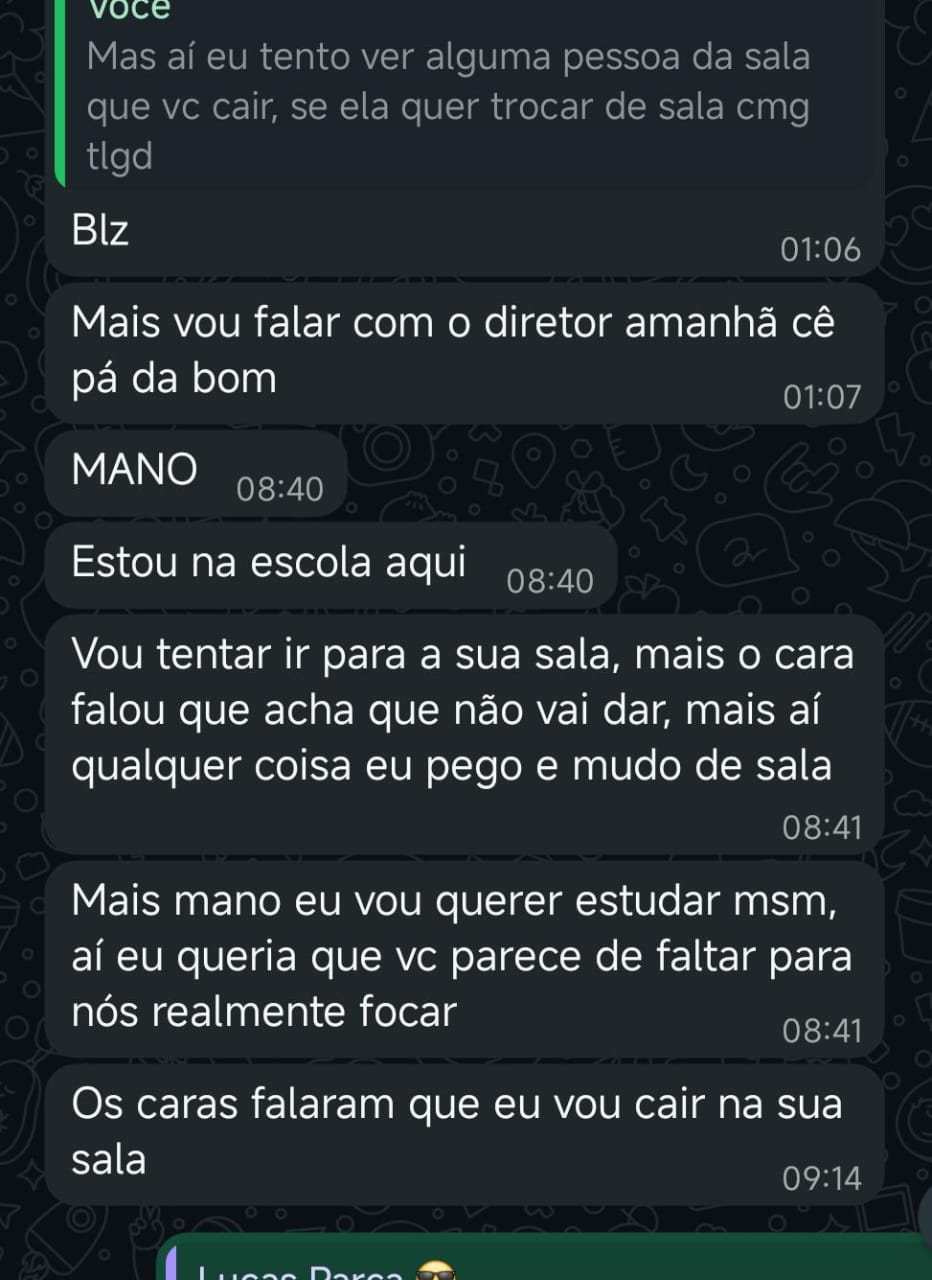 Você
Mas aí eu tento ver alguma pessoa da sala
que vc cair, se ela quer trocar de sala cmg
tlgd
Blz
01:06
Mais vou falar com o diretor amanhã cê
pá da bom
01:07
MANO 08:40
Estou na escola aqui 08:40
Vou tentar ir para a sua sala, mais o cara
falou que acha que não vai dar, mais aí
qualquer coisa eu pego e mudo de sala
08:41
Mais mano eu vou querer estudar msm,
aí eu queria que vc parece de faltar para
nós realmente focar
08:41
Os caras falaram que eu vou cair na sua
sala
09:14
Lucas Parça 😎